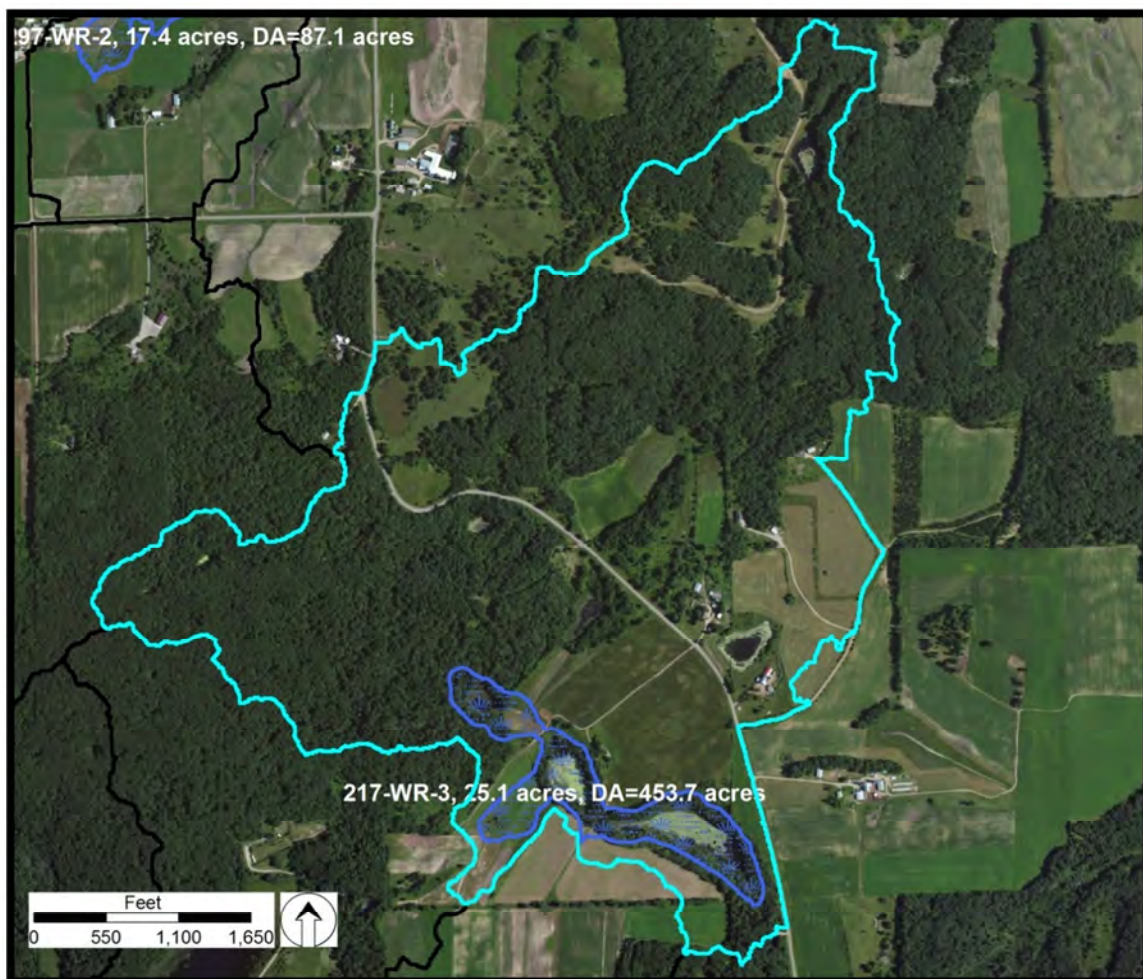 297-WR-2, 17.4 acres, DA=87.1 acres
217-WR-3, 25.1 acres, DA=453.7 acres
Feet
0 550 1,100 1,650